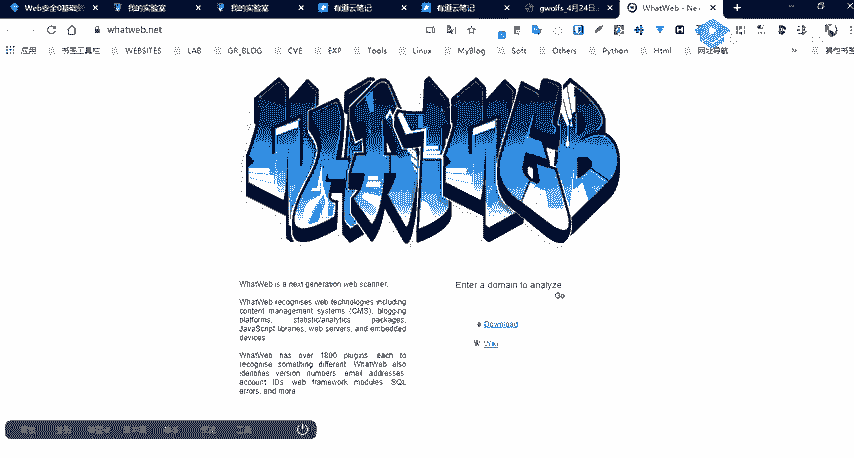 Web安全0基础
我的实验室
我的实验室
有道云笔记
有道云笔记
gwolfs_4月24日
WhatWeb - Ne
whatweb.net
应用
书签工具栏
WEBSITES
LAB
GR_BLOG
CVE
EXP
Tools
Linux
MyBlog
Soft
Others
Python
Html
网址导航
»
其他书签
WHATWEB
WhatWeb is a next generation web scanner.
WhatWeb recognises web technologies including
content management systems (CMS), blogging
platforms, statistic/analytics packages,
JavaScript libraries, web servers, and embedded
devices.
WhatWeb has over 1800 plugins, each to
recognise something different. WhatWeb also
identifies version numbers, email addresses,
account IDs, web framework modules, SQL
errors, and more.
Enter a domain to analyze
Go
Download
Wiki